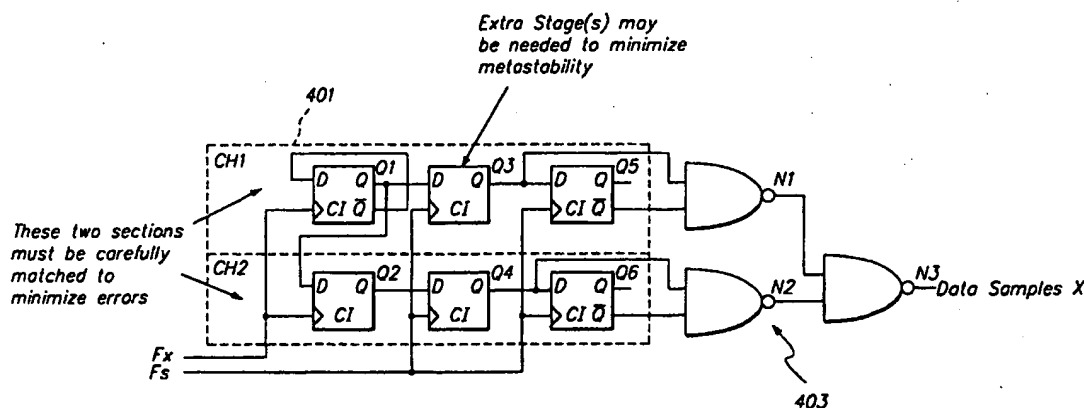 Extra Stage(s) may
be needed to minimize
metastability
401
CH1
Q1
Q3
Q5
D Q
D Q
D Q
CI Q̅
CI
CI Q̅
N1
These two sections
must be carefully
matched to
minimize errors
CH2
Q2
Q4
Q6
D Q
D Q
D Q
CI
CI
CI Q̅
N2
N3
Data Samples X
Fx
Fs
403